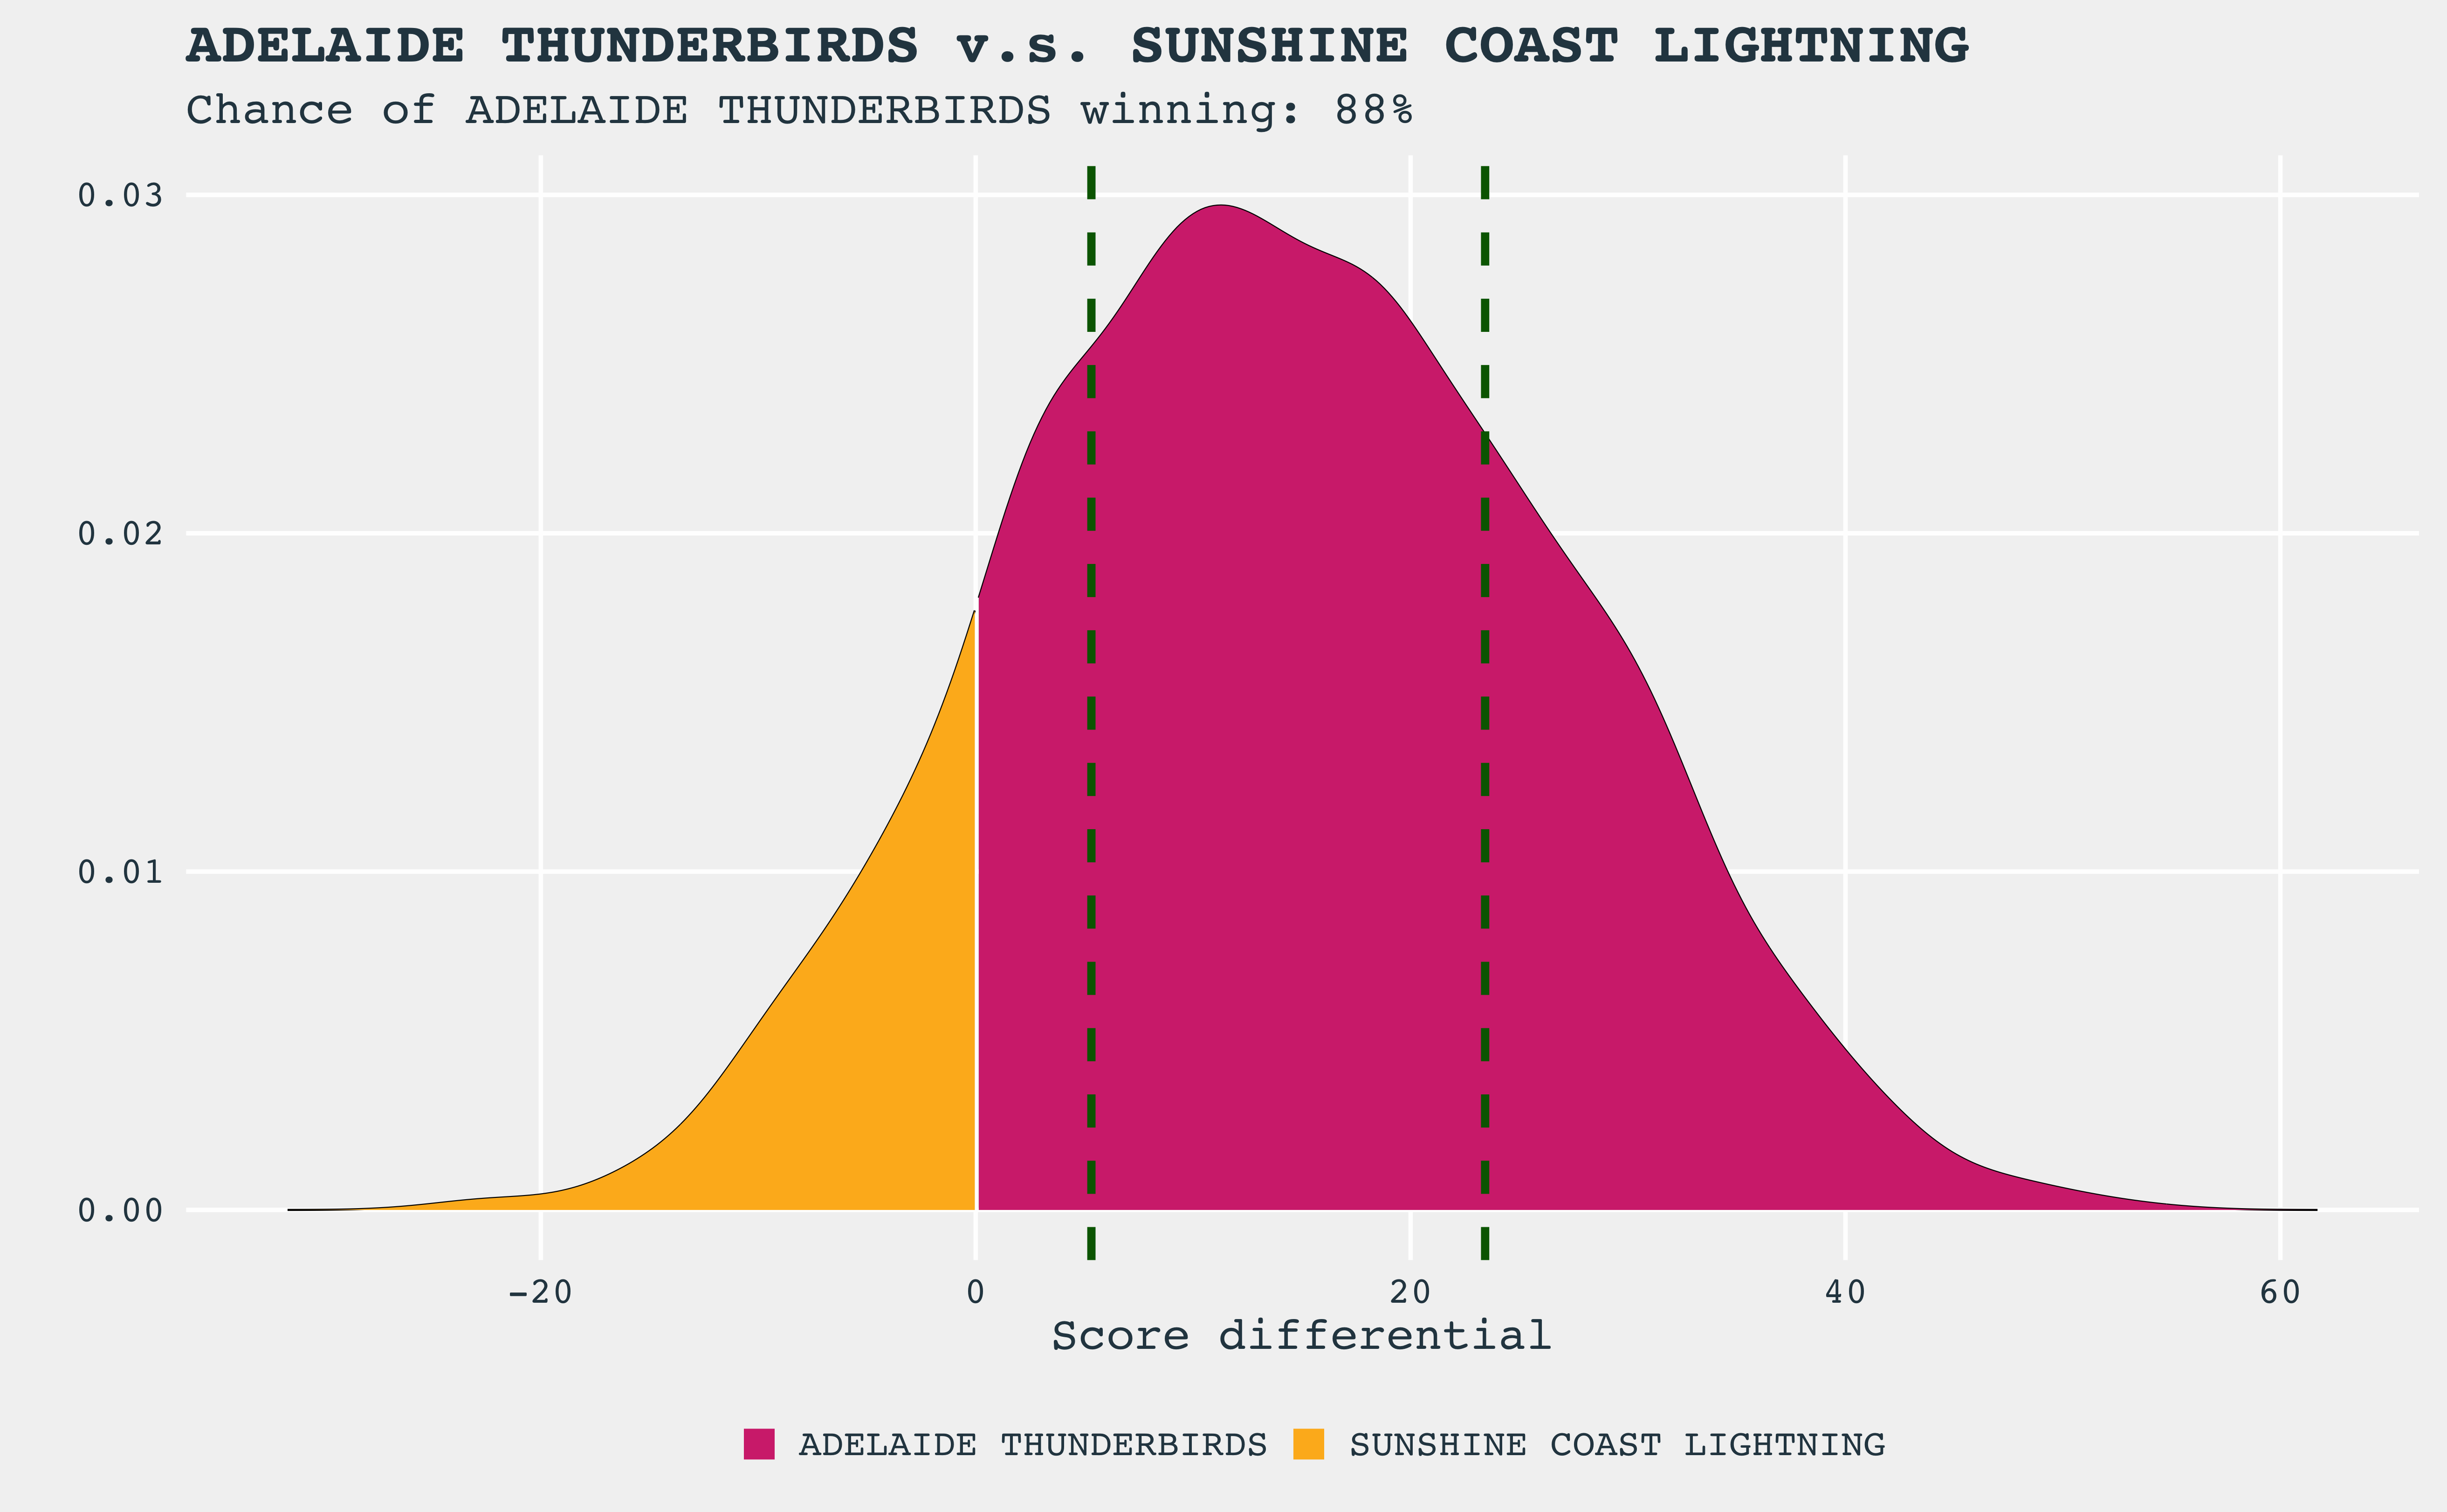 ADELAIDE THUNDERBIRDS v.s. SUNSHINE COAST LIGHTNING
Chance of ADELAIDE THUNDERBIRDS winning: 88%
0.03
0.02
0.01
0.00
-20 0 20 40 60
Score differential
ADELAIDE THUNDERBIRDS SUNSHINE COAST LIGHTNING